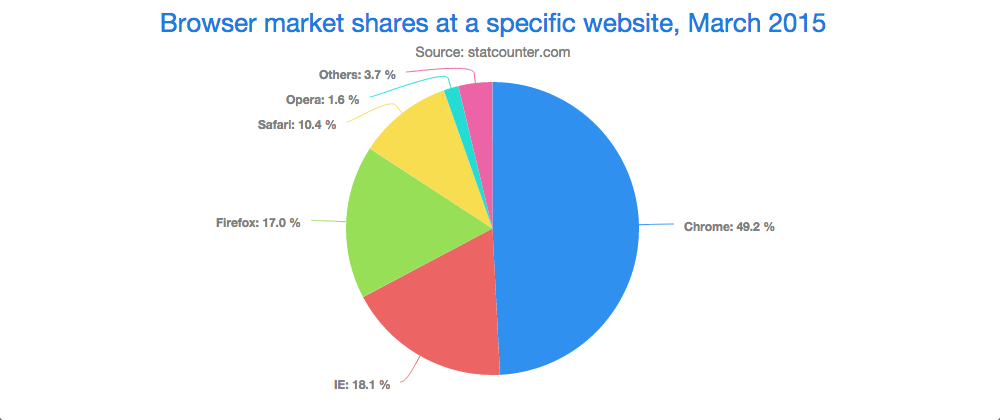 Browser market shares at a specific website, March 2015
Source: statcounter.com
Others: 3.7 %
Opera: 1.6 %
Safari: 10.4 %
Firefox: 17.0 %
Chrome: 49.2 %
IE: 18.1 %